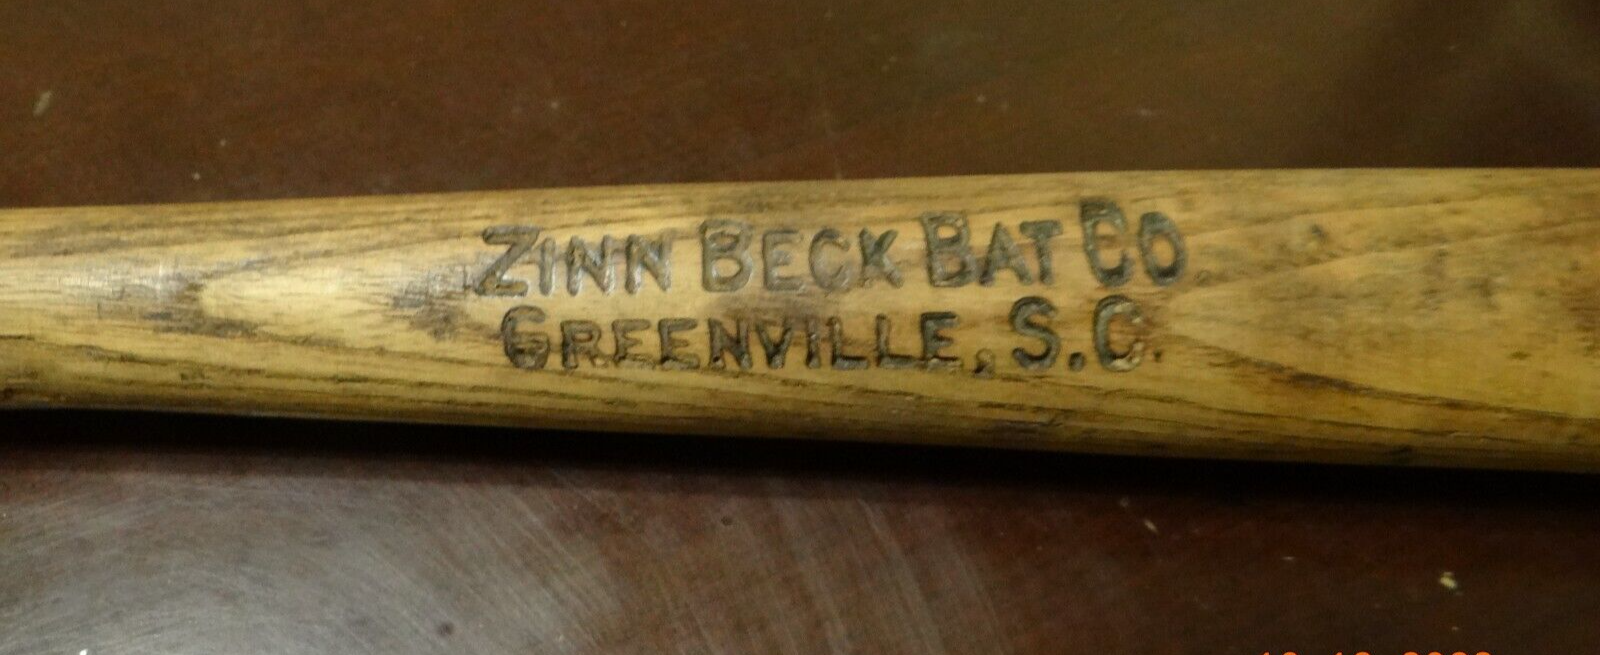 Zinn Beck Bat Co
Greenville, S.C.